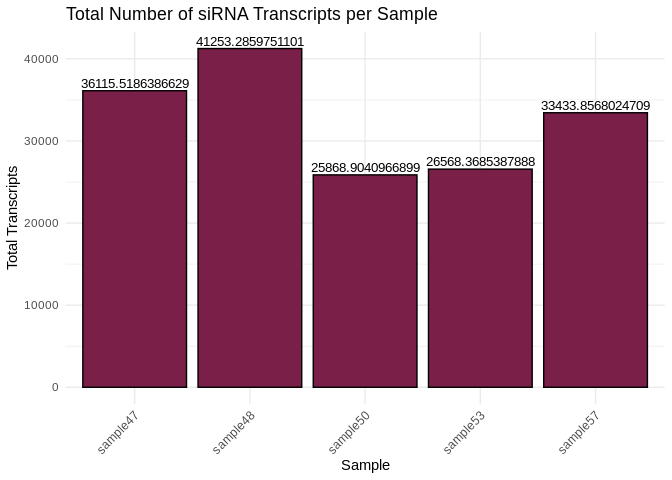 Total Number of siRNA Transcripts per Sample
41253.2859751101
40000
36115.5186386629
33433.8568024709
30000
25868.9040966899
26568.3685387888
20000
10000
0
Total Transcripts
sample47
sample48
sample50
sample53
sample57
Sample